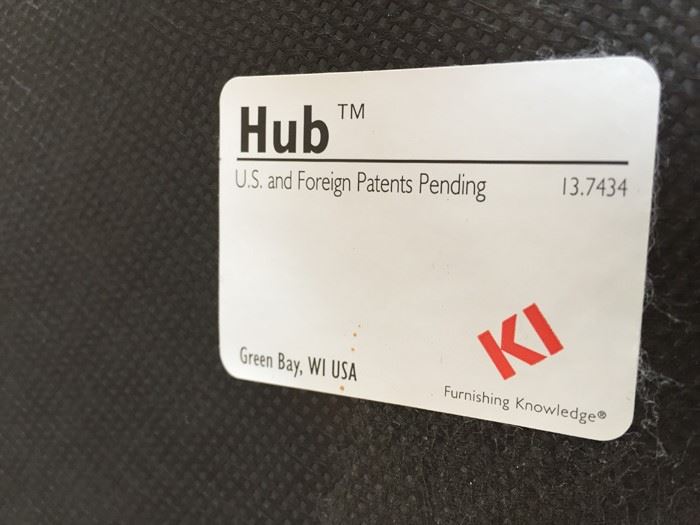 Hub™
U.S. and Foreign Patents Pending 13.7434
Green Bay, WI USA
KI
Furnishing Knowledge®